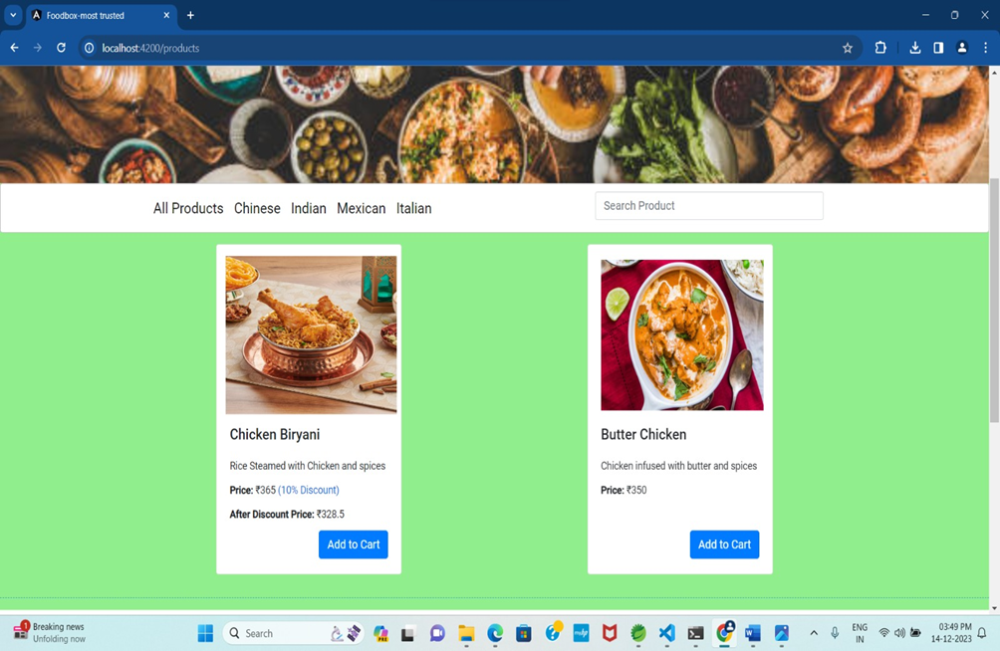 Foodbox-most trusted
localhost:4200/products
All Products Chinese Indian Mexican Italian
Search Product
Chicken Biryani
Rice Steamed with Chicken and spices
Price: ₹365 (10% Discount)
After Discount Price: ₹328.5
Add to Cart
Butter Chicken
Chicken infused with butter and spices
Price: ₹350
Add to Cart
1
Breaking news
Unfolding now
Search
ENG
IN
03:49 PM
14-12-2023